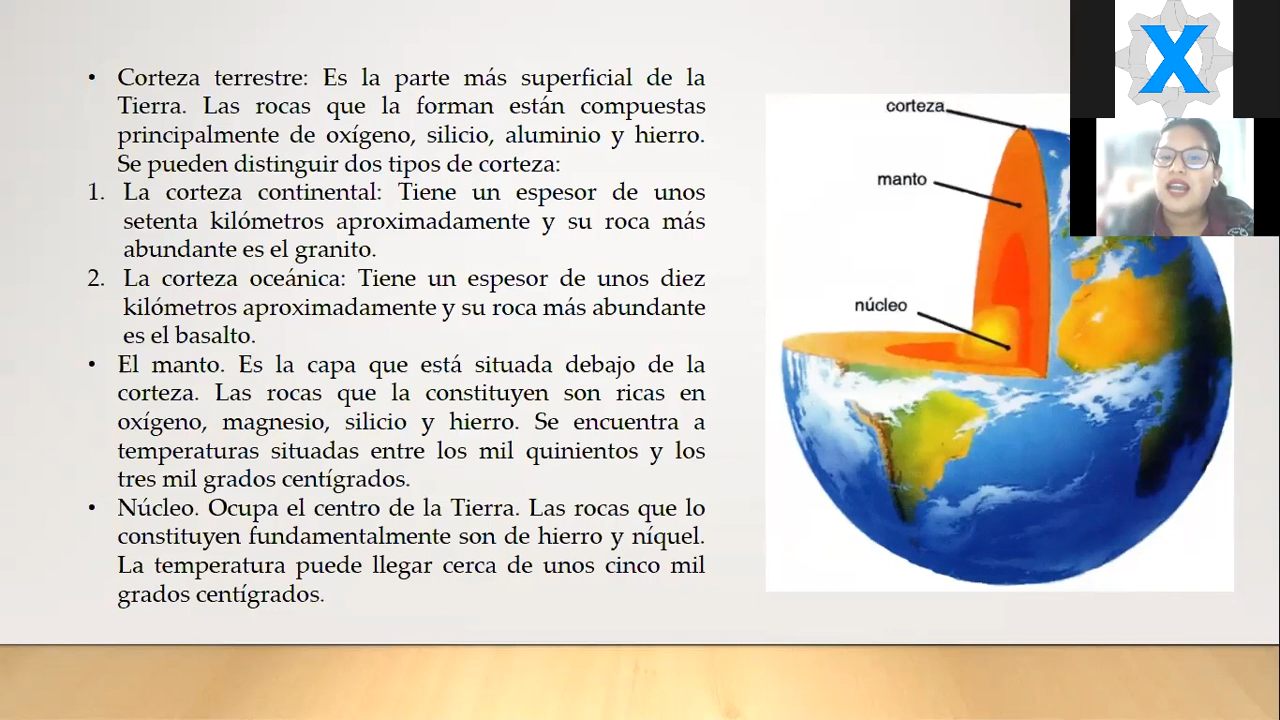 • Corteza terrestre: Es la parte más superficial de la
Tierra. Las rocas que la forman están compuestas
principalmente de oxígeno, silicio, aluminio y hierro.
Se pueden distinguir dos tipos de corteza:
1. La corteza continental: Tiene un espesor de unos
setenta kilómetros aproximadamente y su roca más
abundante es el granito.
2. La corteza oceánica: Tiene un espesor de unos diez
kilómetros aproximadamente y su roca más abundante
es el basalto.
• El manto. Es la capa que está situada debajo de la
corteza. Las rocas que la constituyen son ricas en
oxígeno, magnesio, silicio y hierro. Se encuentra a
temperaturas situadas entre los mil quinientos y los
tres mil grados centígrados.
• Núcleo. Ocupa el centro de la Tierra. Las rocas que lo
constituyen fundamentalmente son de hierro y níquel.
La temperatura puede llegar cerca de unos cinco mil
grados centígrados.
corteza
manto
núcleo
X